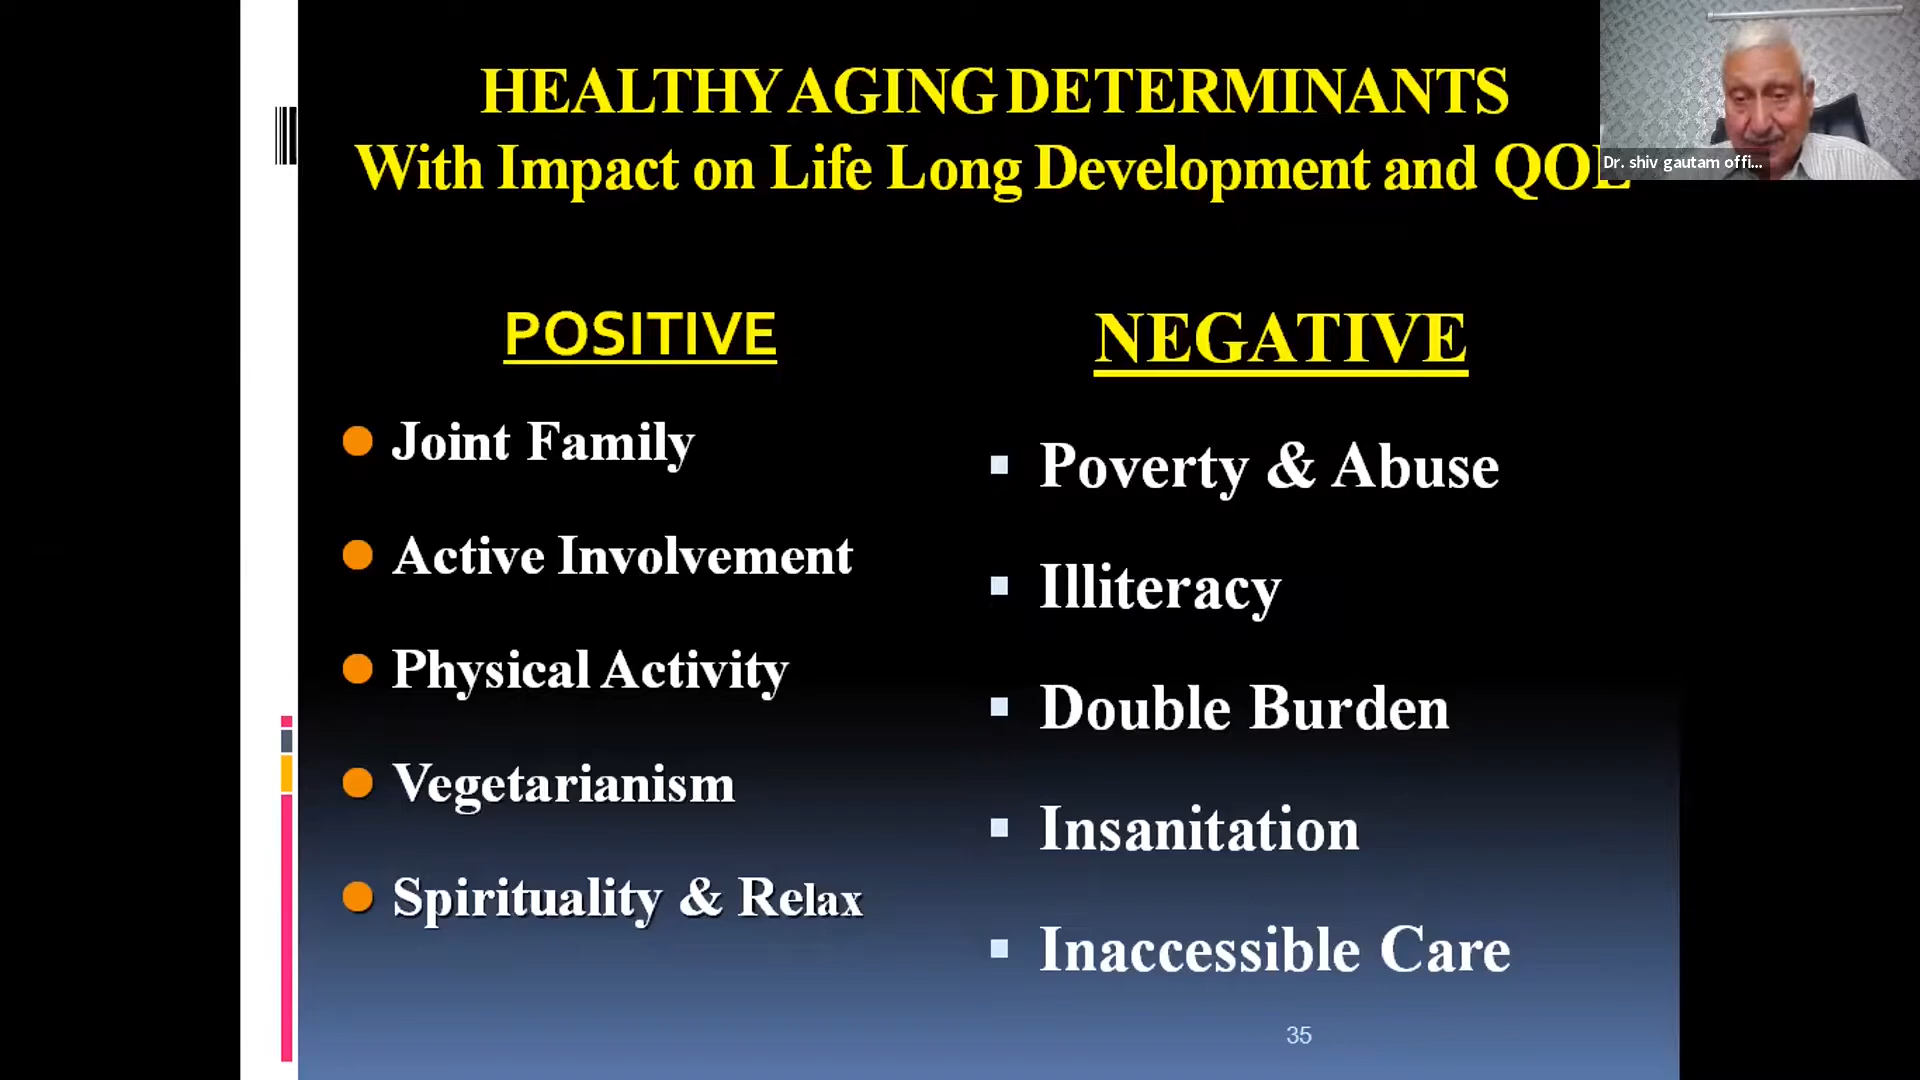 HEALTHY AGING DETERMINANTS
With Impact on Life Long Development and QOL
Dr. shiv gautam offi...
POSITIVE
Joint Family
Active Involvement
Physical Activity
Vegetarianism
Spirituality & Relax
NEGATIVE
Poverty & Abuse
Illiteracy
Double Burden
Insanitation
Inaccessible Care
35